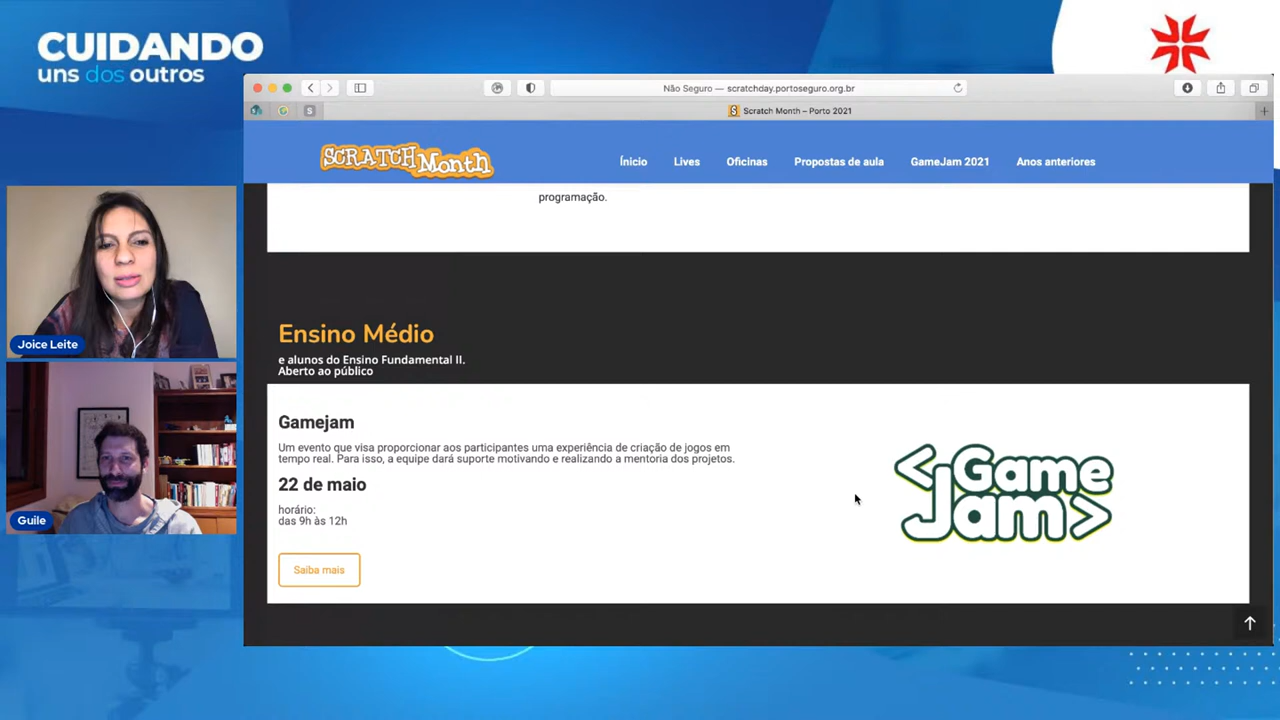 CUIDANDO
uns dos outros
Não Seguro — scratchday.portoseguro.org.br
Scratch Month – Porto 2021
SCRATCH Month
Ínicio
Lives
Oficinas
Propostas de aula
GameJam 2021
Anos anteriores
programação.
Joice Leite
Guile
Ensino Médio
e alunos do Ensino Fundamental II.
Aberto ao público
Gamejam
Um evento que visa proporcionar aos participantes uma experiência de criação de jogos em
tempo real. Para isso, a equipe dará suporte motivando e realizando a mentoria dos projetos.
22 de maio
horário:
das 9h às 12h
Saiba mais
<Game
Jam>